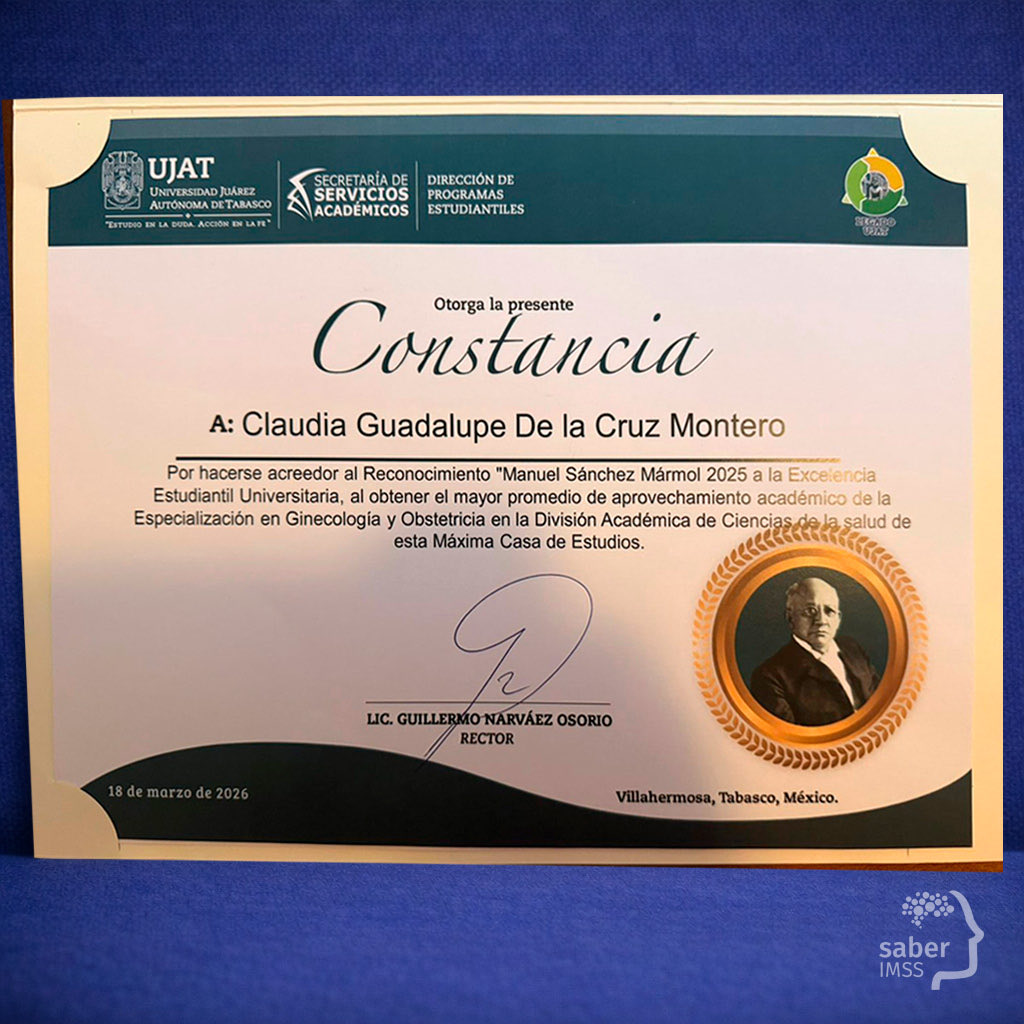 UJAT
UNIVERSIDAD JUÁREZ
AUTÓNOMA DE TABASCO
"ESTUDIO EN LA DUDA. ACCIÓN EN LA FE"
SECRETARÍA DE
SERVICIOS
ACADÉMICOS
DIRECCIÓN DE
PROGRAMAS
ESTUDIANTILES
LEGADO
UJAT
Otorga la presente
Constancia
A: Claudia Guadalupe De la Cruz Montero
Por hacerse acreedor al Reconocimiento "Manuel Sánchez Mármol 2025 a la Excelencia
Estudiantil Universitaria, al obtener el mayor promedio de aprovechamiento académico de la
Especialización en Ginecología y Obstetricia en la División Académica de Ciencias de la salud de
esta Máxima Casa de Estudios.
LIC. GUILLERMO NARVÁEZ OSORIO
RECTOR
18 de marzo de 2026
Villahermosa, Tabasco, México.
saber
IMSS